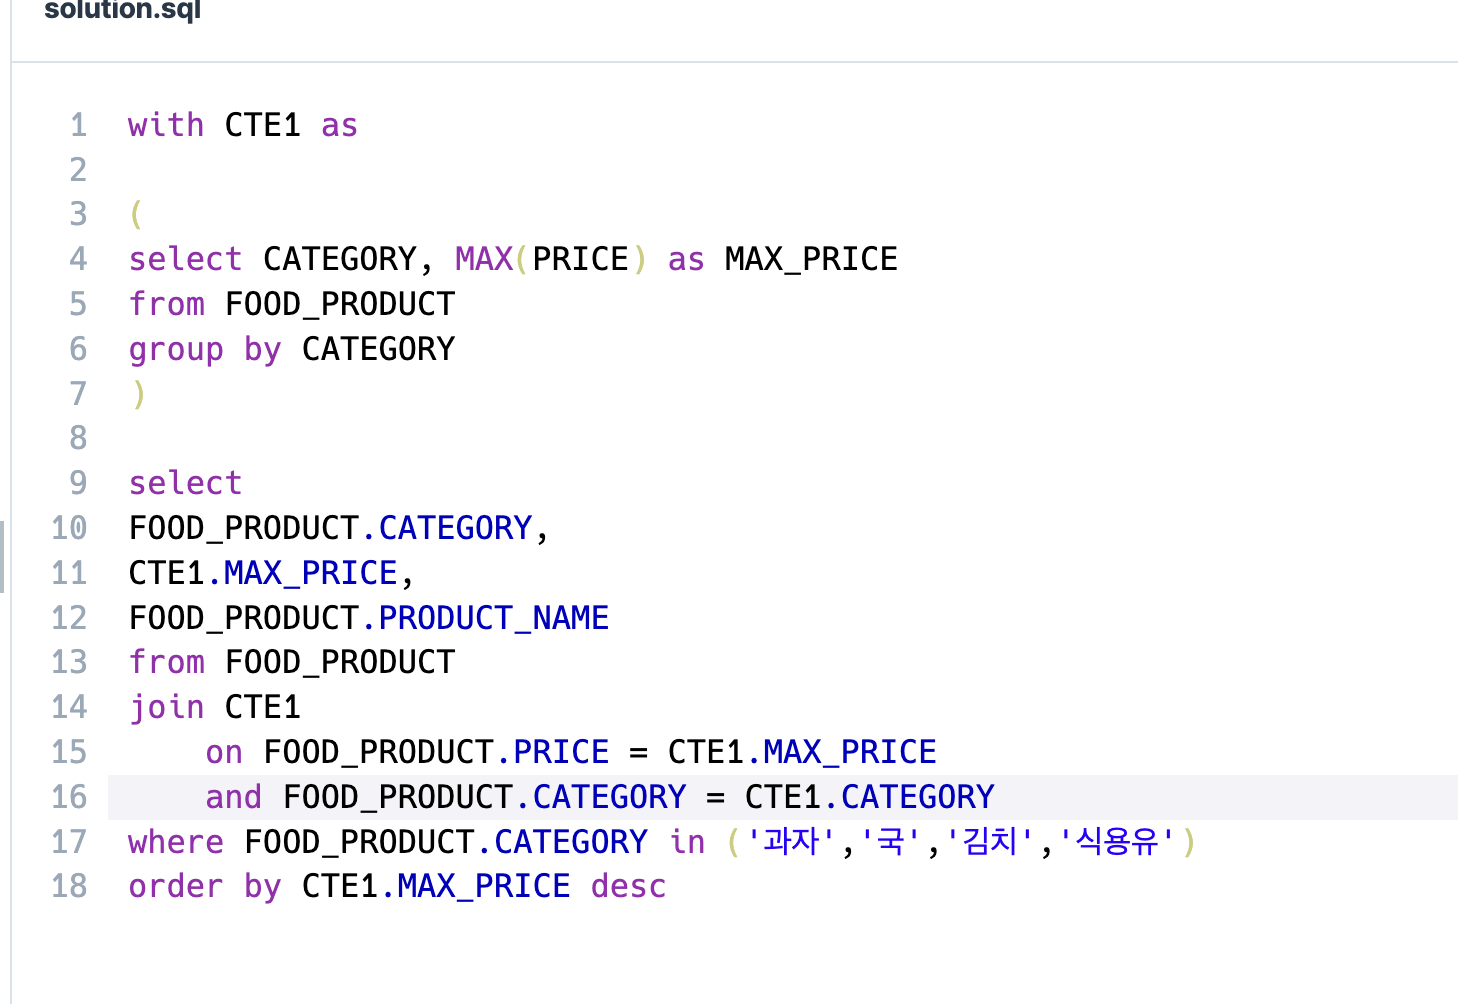 solution.sql
1 with CTE1 as
2
3 (
4 select CATEGORY, MAX(PRICE) as MAX_PRICE
5 from FOOD_PRODUCT
6 group by CATEGORY
7 )
8
9 select
10 FOOD_PRODUCT.CATEGORY,
11 CTE1.MAX_PRICE,
12 FOOD_PRODUCT.PRODUCT_NAME
13 from FOOD_PRODUCT
14 join CTE1
15     on FOOD_PRODUCT.PRICE = CTE1.MAX_PRICE
16     and FOOD_PRODUCT.CATEGORY = CTE1.CATEGORY
17 where FOOD_PRODUCT.CATEGORY in ('과자','국','김치','식용유')
18 order by CTE1.MAX_PRICE desc